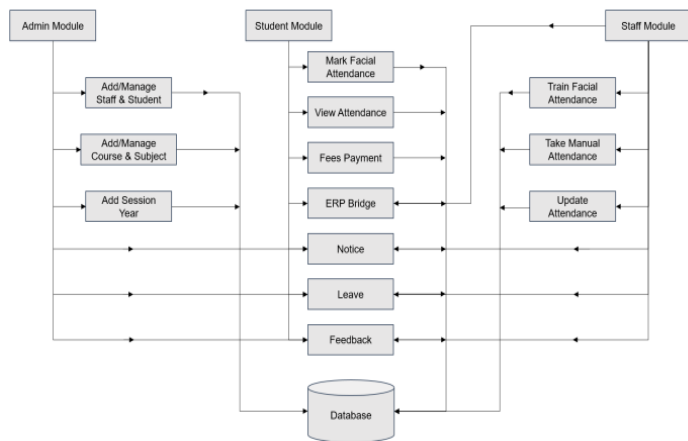 Admin Module
Student Module
Staff Module
Mark Facial
Attendance
Add/Manage
Staff & Student
Train Facial
Attendance
View Attendance
Add/Manage
Course & Subject
Take Manual
Attendance
Fees Payment
Add Session
Year
ERP Bridge
Update
Attendance
Notice
Leave
Feedback
Database